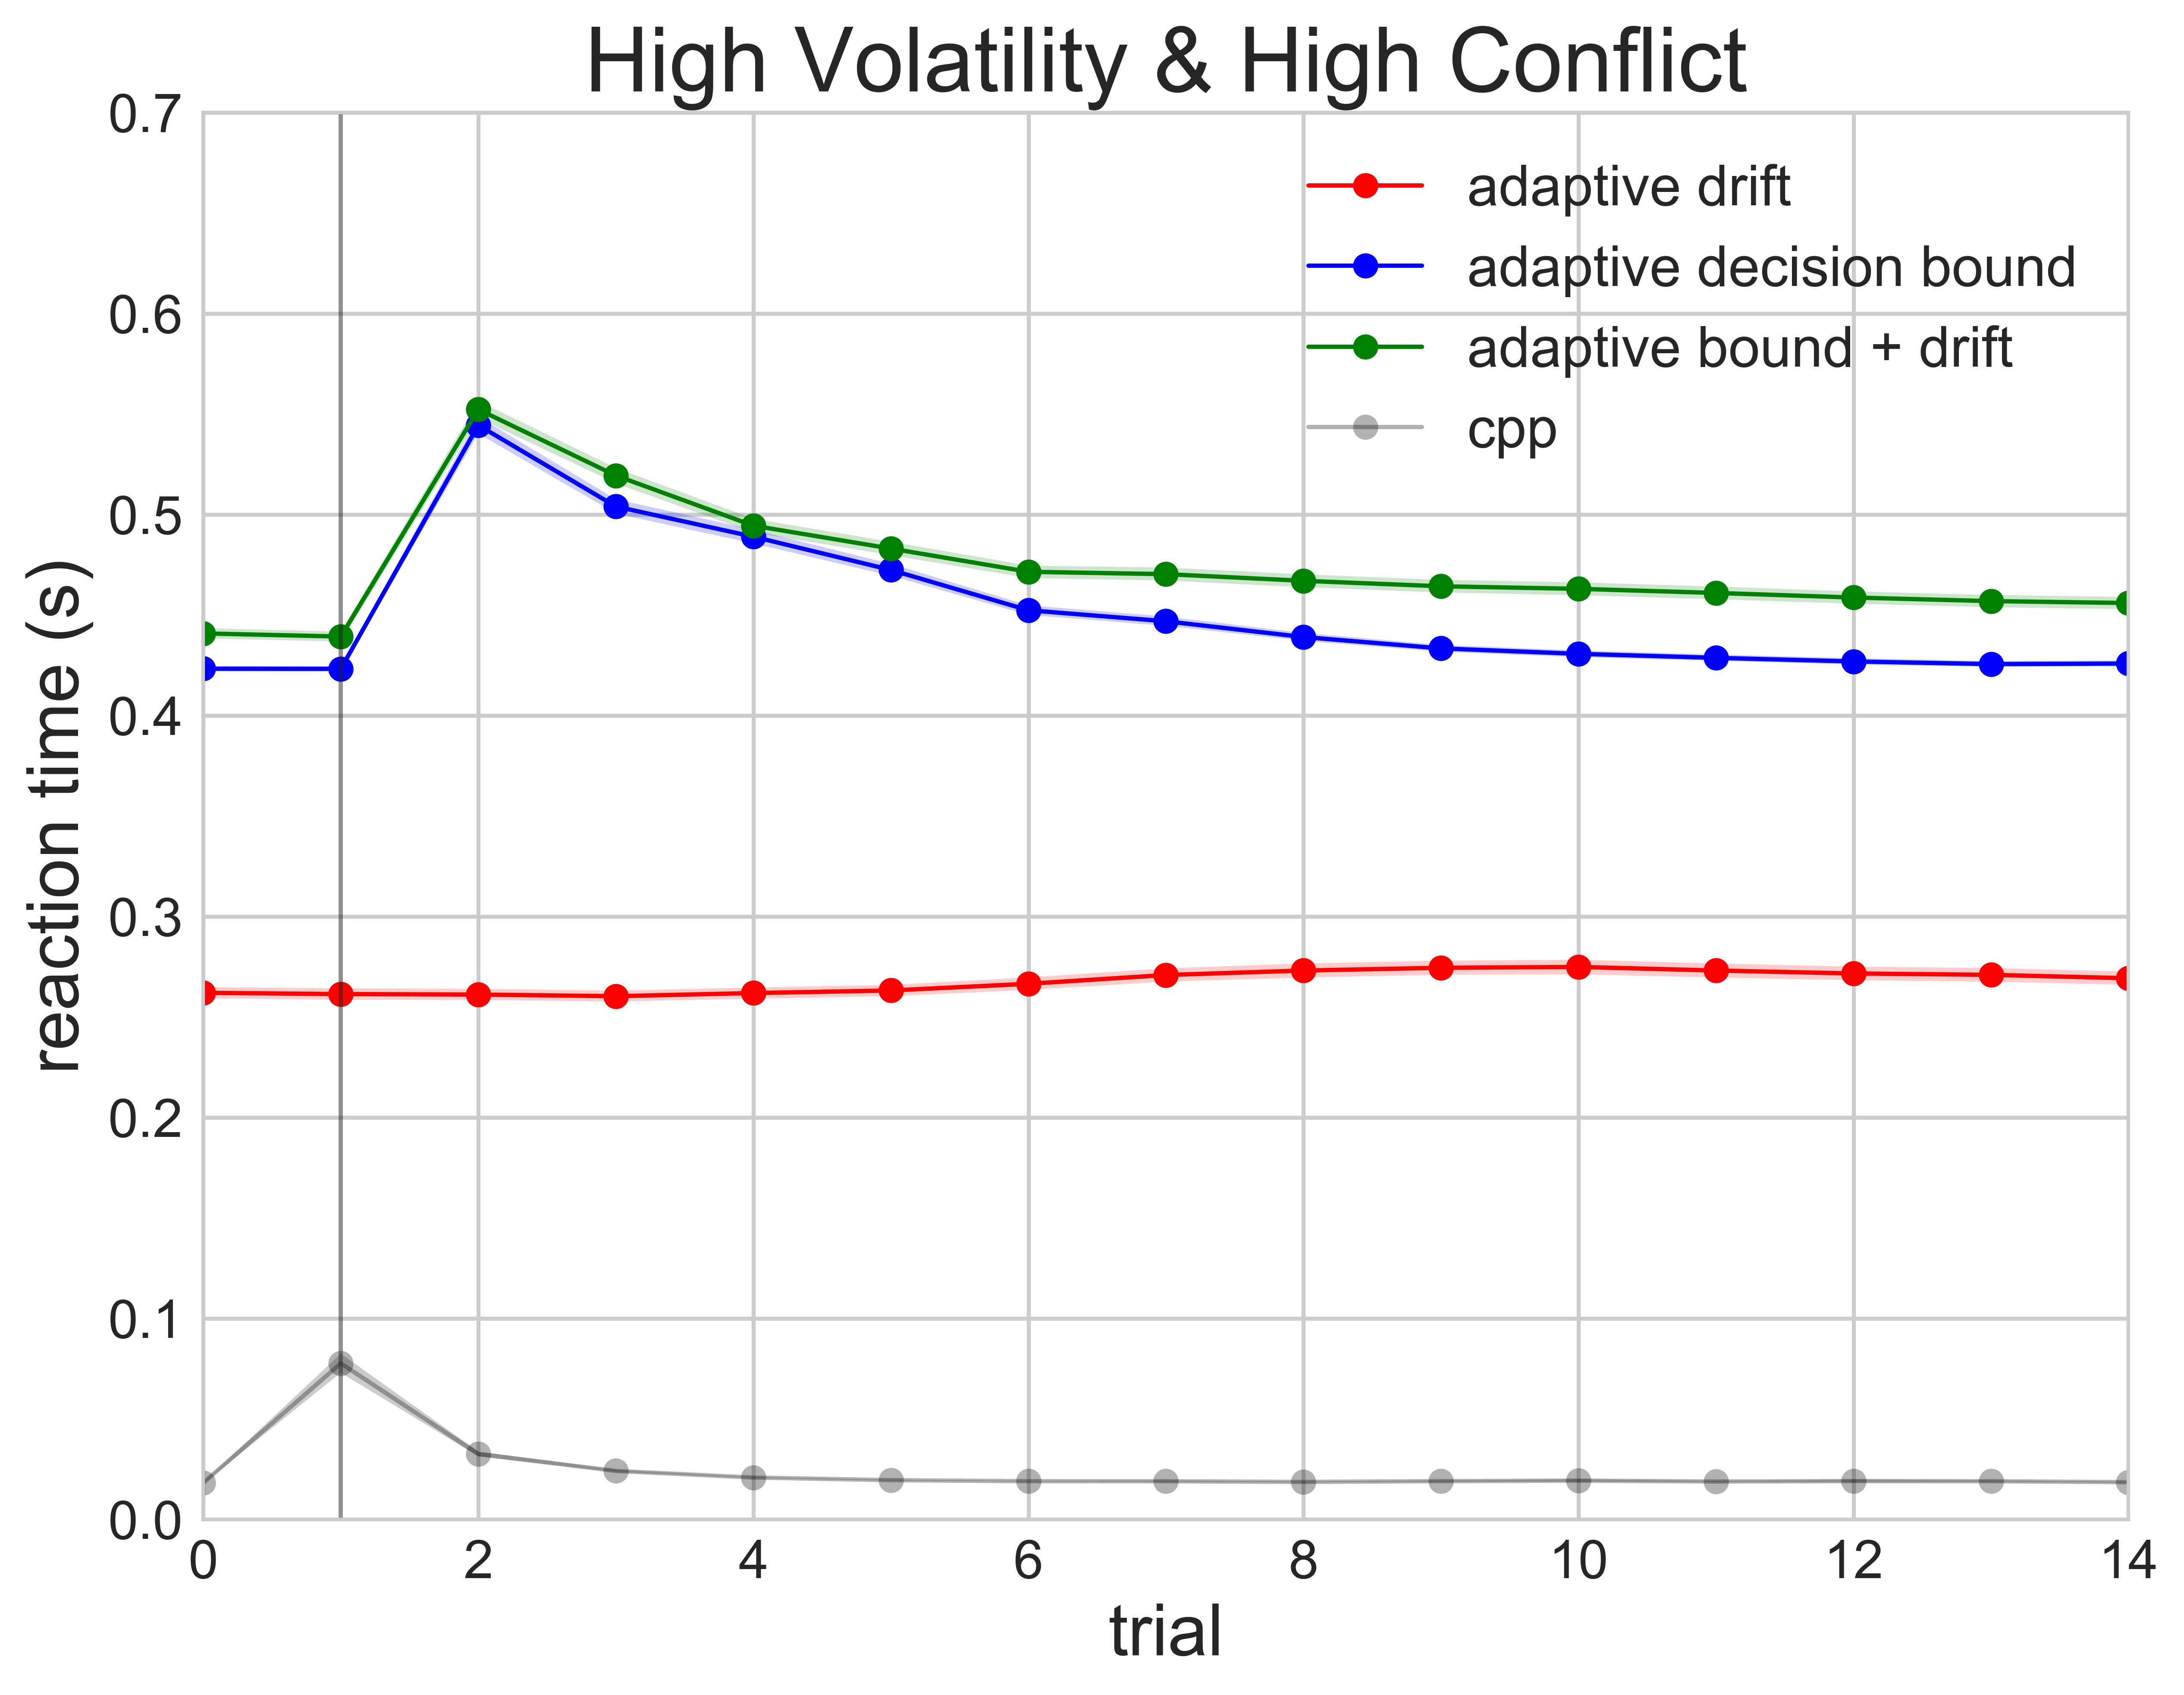 High Volatility & High Conflict
0.7
0.6
0.5
0.4
0.3
0.2
0.1
0.0
reaction time (s)
adaptive drift
adaptive decision bound
adaptive bound + drift
cpp
0 2 4 6 8 10 12 14
trial